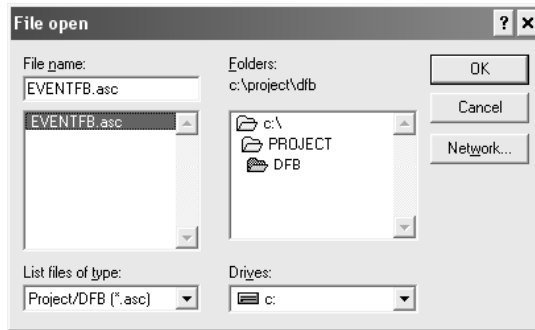 File open
? ×
File name:
EVENTFB.asc
EVENTFB.asc
List files of type:
Project/DFB (*.asc)
Folders:
c:\project\dfb
c:\
PROJECT
DFB
Drives:
c:
OK
Cancel
Network...